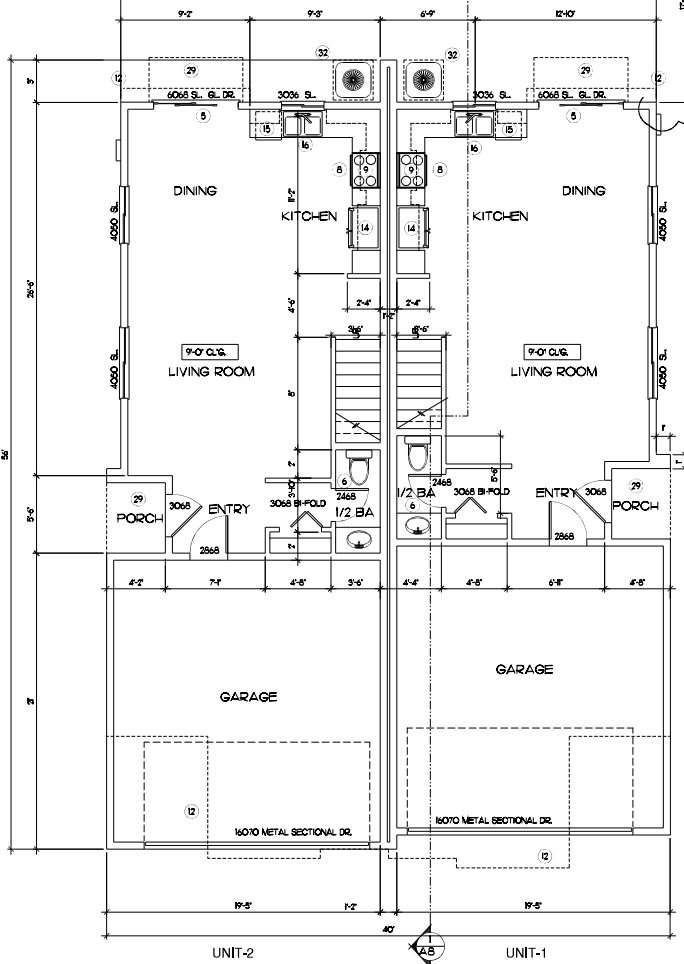 9'-2" 9'-3" 6'-9" 12'-10"
32 32
29 29
12 12
3'
6068 SL. GL. DR. 3036 SL. 3036 SL. 6068 SL. GL. DR.
5 15 15 5
16 16
8 9 9 8
DINING DINING
11'-2"
4050 SL. KITCHEN KITCHEN 4050 SL.
14 14
26'-6"
2'-4" 2'-4"
4'-6" 1'-2"
9'-0" CL'G. 9'-0" CL'G.
LIVING ROOM LIVING ROOM
4050 SL. 4050 SL.
8'
56'
1'
2' 5'-6" 1'
6 2468 2468
29 3'-10" 29
3068 3068 BI-FOLD 1/2 BA 1/2 BA 3068 BI-FOLD 3068
PORCH ENTRY 6 ENTRY PORCH
5'-6"
2868 2' 2868
4'-2" 7'-1" 4'-8" 3'-6" 4'-4" 4'-8" 6'-11" 4'-8"
GARAGE
GARAGE
21'
12
16070 METAL SECTIONAL DR. 16070 METAL SECTIONAL DR.
12
19'-5" 1'-2" 19'-5"
40'
1
A8
UNIT-2 UNIT-1